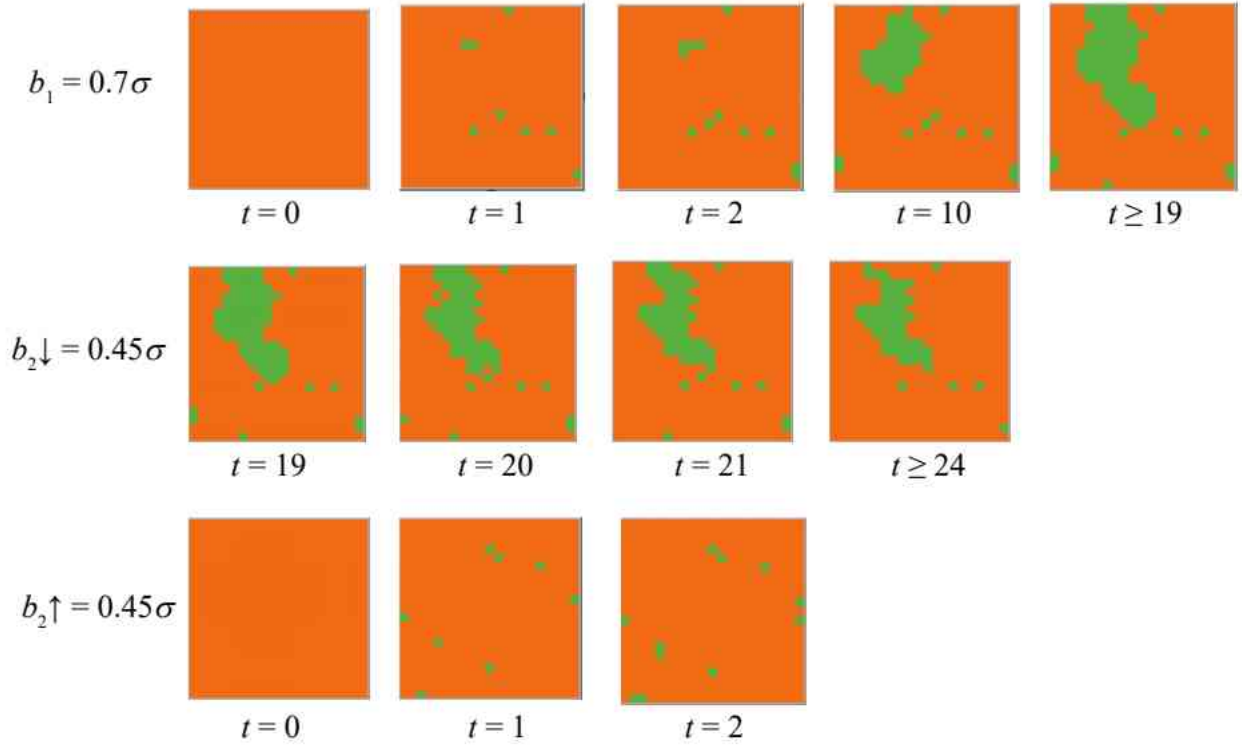 b₁ = 0.7σ
t = 0
t = 1
t = 2
t = 10
t ≥ 19
b₂↓ = 0.45σ
t = 19
t = 20
t = 21
t ≥ 24
b₂↑ = 0.45σ
t = 0
t = 1
t = 2